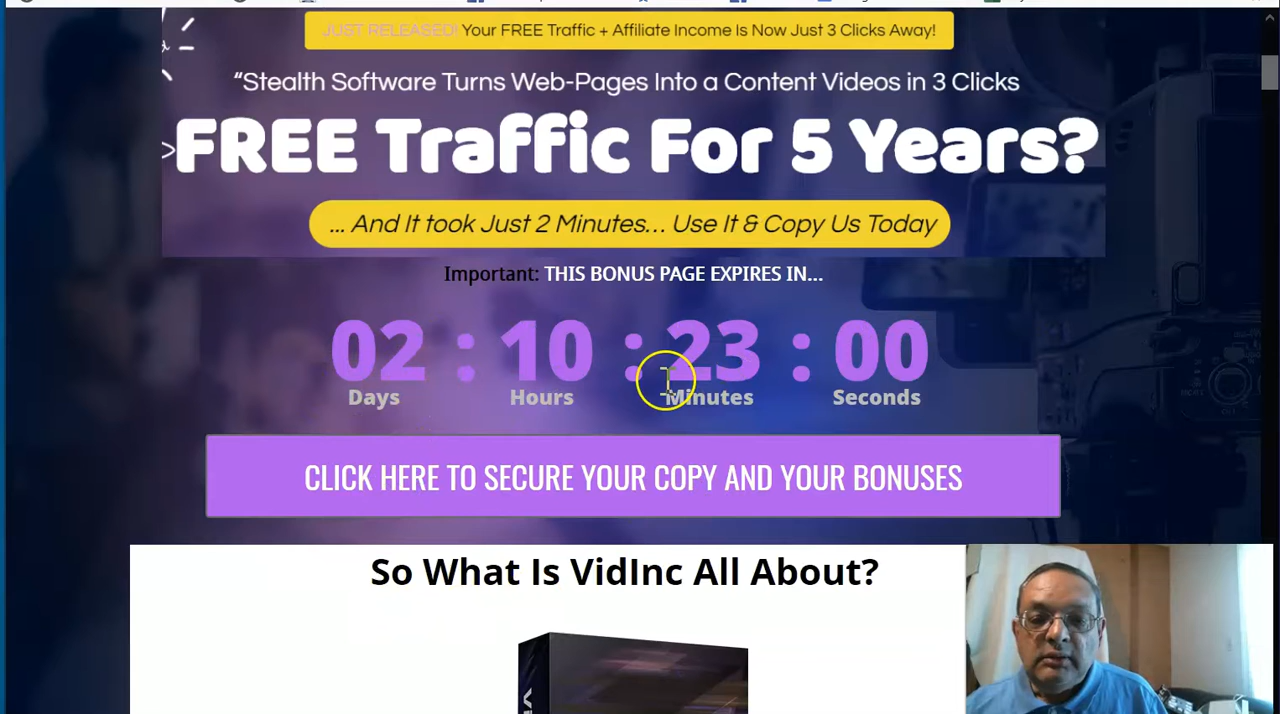 JUST RELEASED! Your FREE Traffic + Affiliate Income Is Now Just 3 Clicks Away!
“Stealth Software Turns Web-Pages Into a Content Videos in 3 Clicks
FREE Traffic For 5 Years?
... And It took Just 2 Minutes... Use It & Copy Us Today
Important: THIS BONUS PAGE EXPIRES IN...
02 : 10 : 23 : 00
Days Hours Minutes Seconds
CLICK HERE TO SECURE YOUR COPY AND YOUR BONUSES
So What Is VidInc All About?